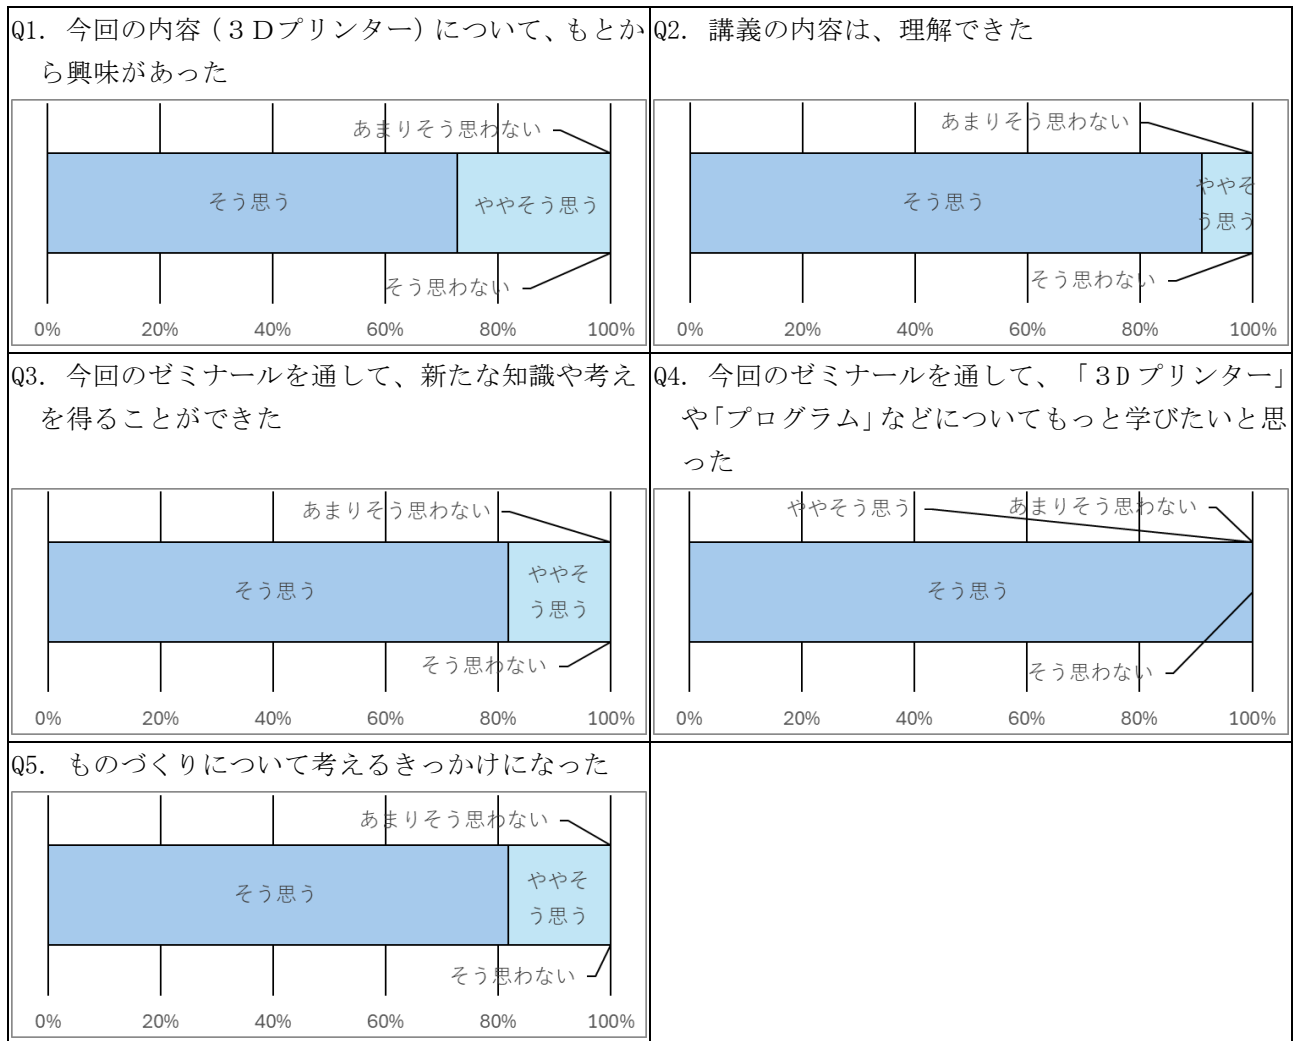 Q1. 今回の内容（３Ｄプリンター）について、もとか
ら興味があった
あまりそう思わない
そう思う
ややそう思う
そう思わない
0% 20% 40% 60% 80% 100%
Q2. 講義の内容は、理解できた
あまりそう思わない
そう思う
ややそ
う思う
そう思わない
0% 20% 40% 60% 80% 100%
Q3. 今回のゼミナールを通して、新たな知識や考え
を得ることができた
あまりそう思わない
そう思う
ややそ
う思う
そう思わない
0% 20% 40% 60% 80% 100%
Q4. 今回のゼミナールを通して、「３D プリンター」
や「プログラム」などについてもっと学びたいと思
った
ややそう思う あまりそう思わない
そう思う
そう思わない
0% 20% 40% 60% 80% 100%
Q5. ものづくりについて考えるきっかけになった
あまりそう思わない
そう思う
ややそ
う思う
そう思わない
0% 20% 40% 60% 80% 100%